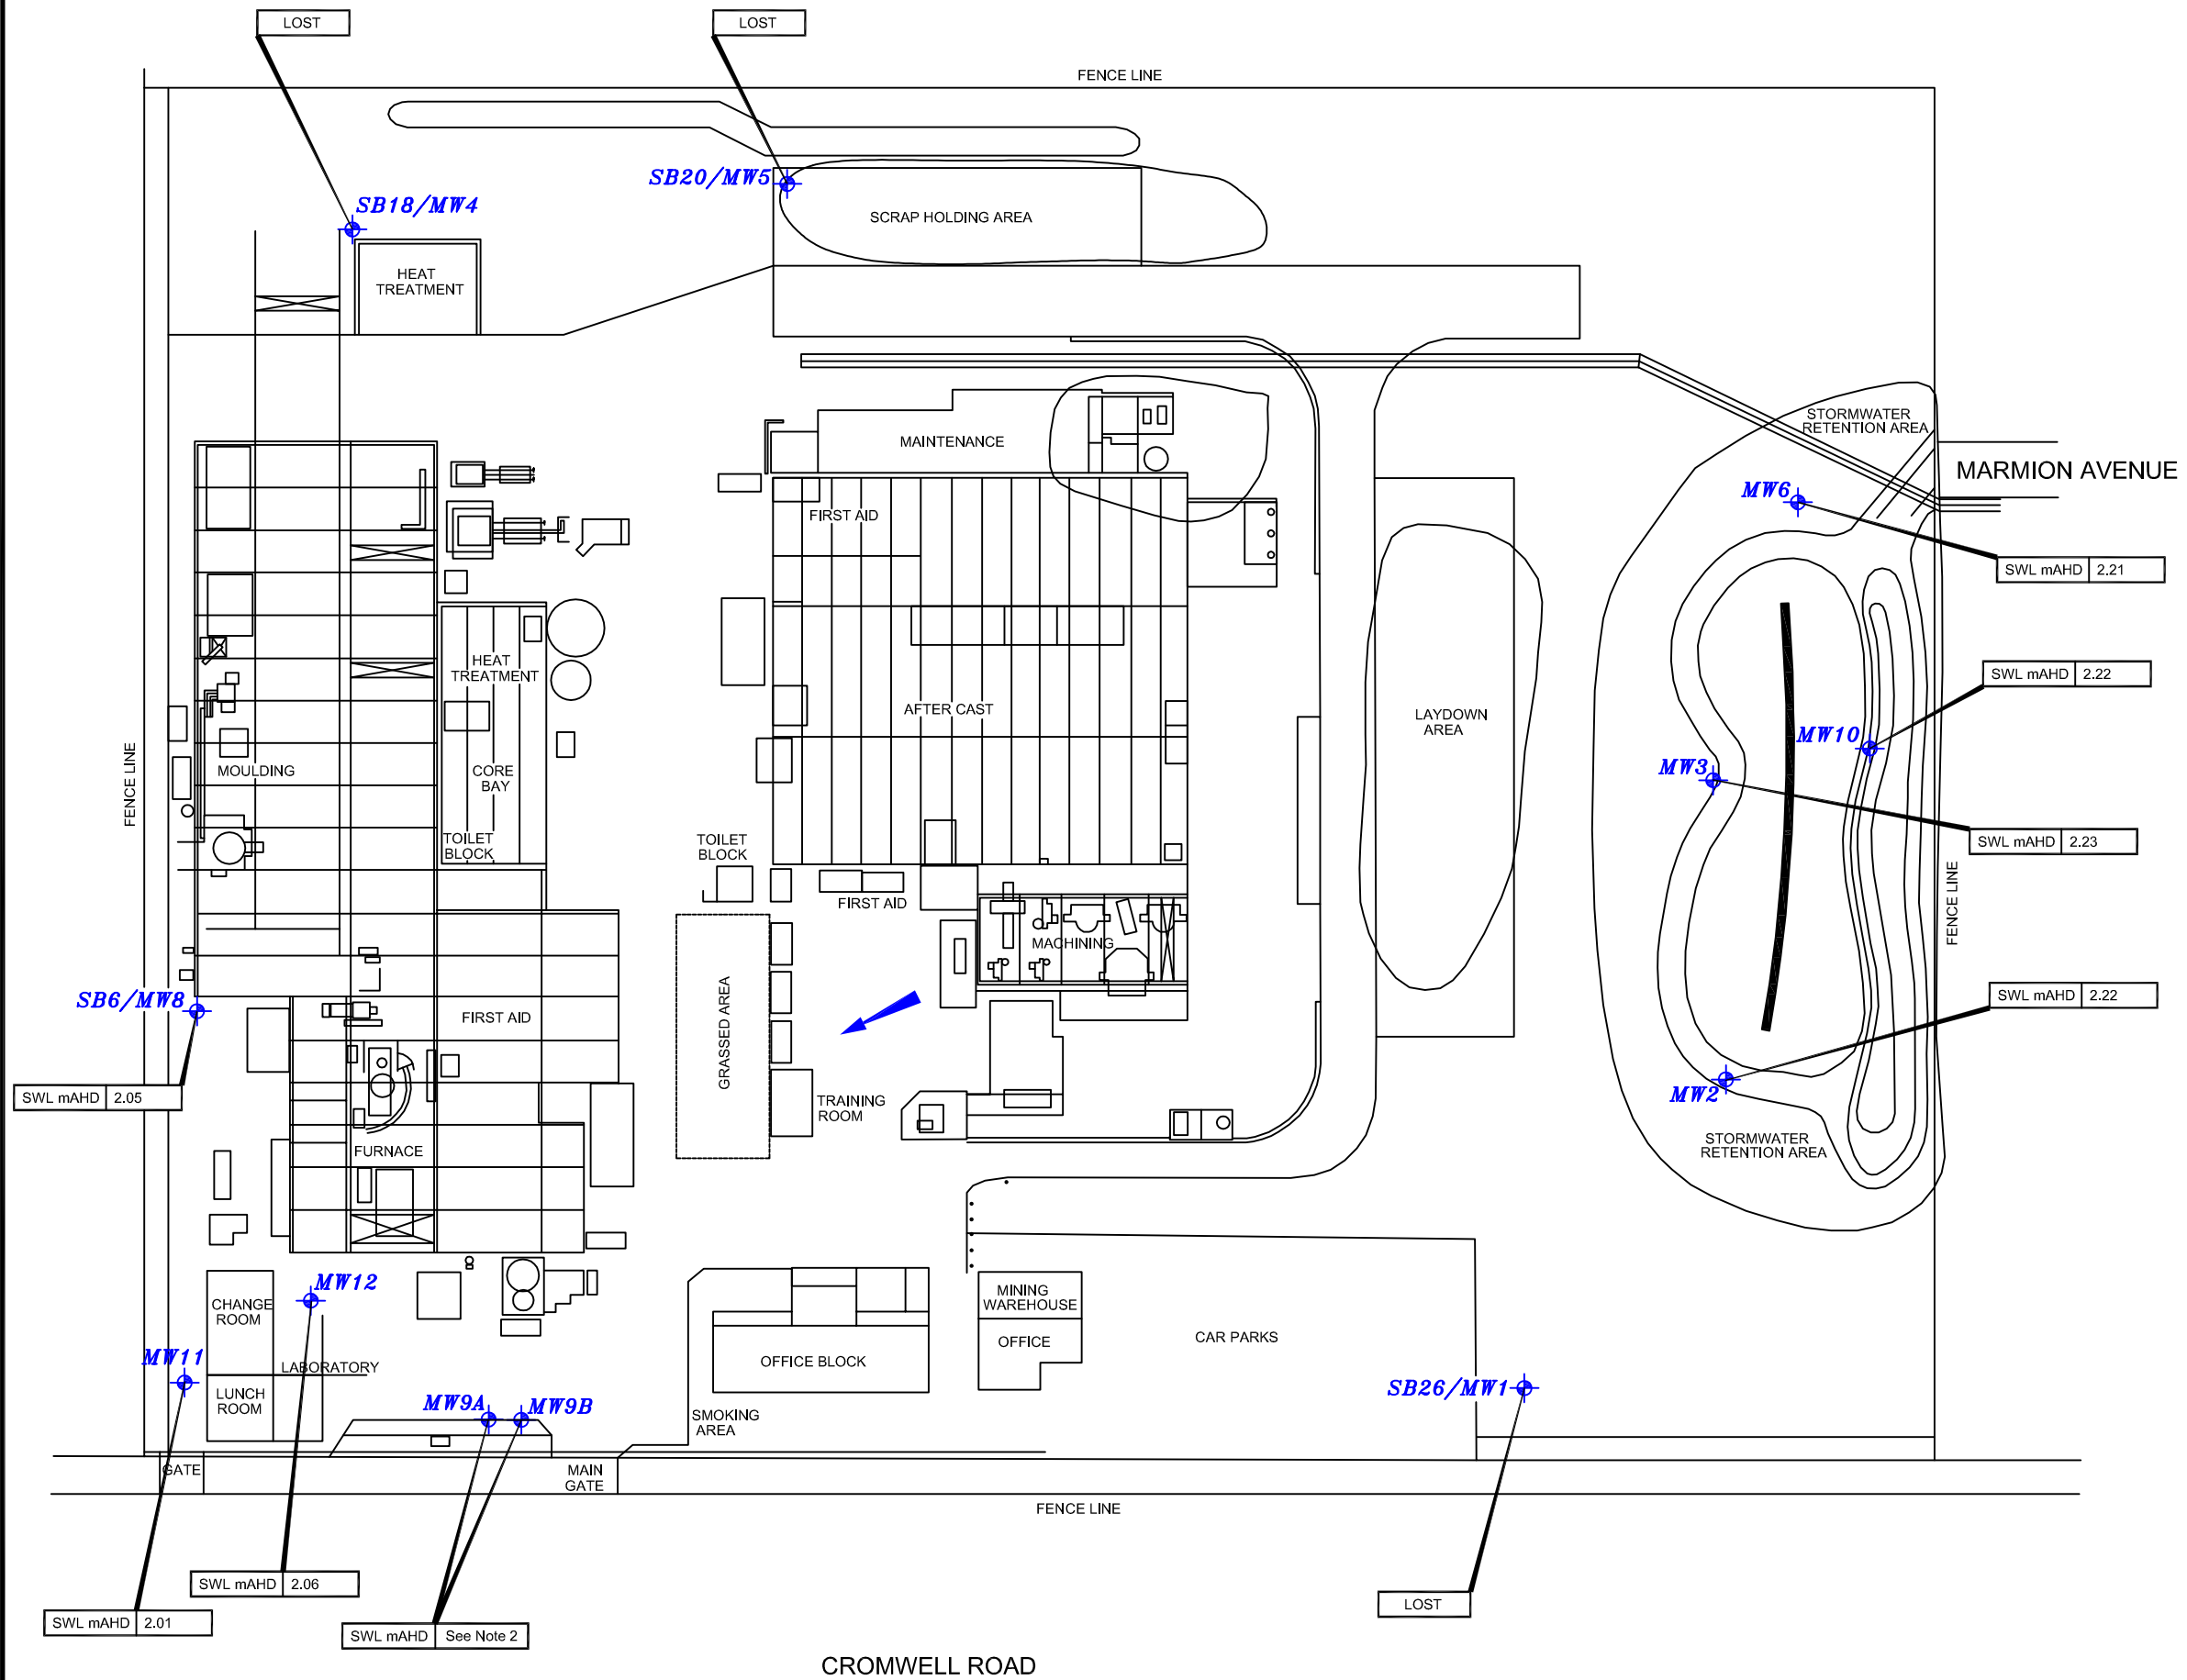 LOST
LOST
FENCE LINE
SB20/MW5
SB18/MW4
SCRAP HOLDING AREA
HEAT
TREATMENT
STORMWATER
RETENTION AREA
MAINTENANCE
MARMION AVENUE
MW6
FIRST AID
SWL mAHD 2.21
HEAT
TREATMENT
SWL mAHD 2.22
AFTER CAST
LAYDOWN
AREA
MW10
FENCE LINE
MOULDING
CORE
BAY
MW3
TOILET
BLOCK
TOILET
BLOCK
SWL mAHD 2.23
FIRST AID
FENCE LINE
MACHINING
SB6/MW8
FIRST AID
GRASSED AREA
SWL mAHD 2.22
SWL mAHD 2.05
MW2
TRAINING
ROOM
FURNACE
STORMWATER
RETENTION AREA
MW12
CHANGE
ROOM
MINING
WAREHOUSE
OFFICE
CAR PARKS
MW11
LABORATORY
OFFICE BLOCK
LUNCH
ROOM
MW9A
MW9B
SB26/MW1
SMOKING
AREA
GATE
MAIN
GATE
FENCE LINE
SWL mAHD 2.06
LOST
SWL mAHD 2.01
SWL mAHD See Note 2
CROMWELL ROAD